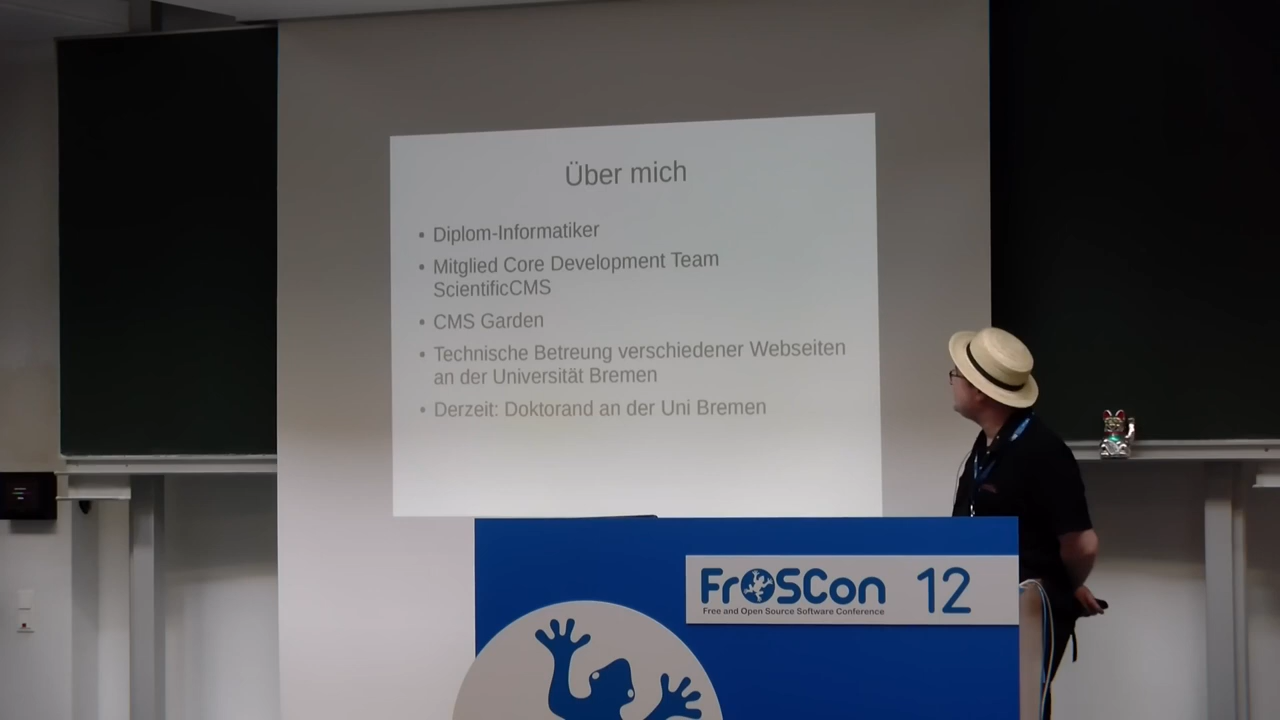 Über mich
Diplom-Informatiker
Mitglied Core Development Team
ScientificCMS
CMS Garden
Technische Betreung verschiedener Webseiten
an der Universität Bremen
Derzeit: Doktorand an der Uni Bremen
FrOSCon 12
Free and Open Source Software Conference